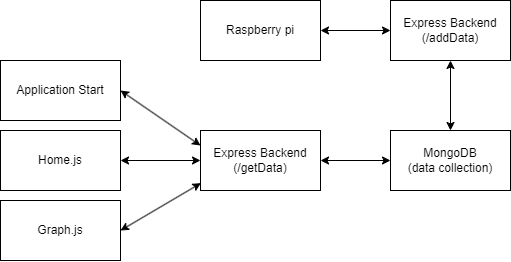 Raspberry pi
Express Backend
(/addData)
Application Start
Home.js
Express Backend
(/getData)
MongoDB
(data collection)
Graph.js